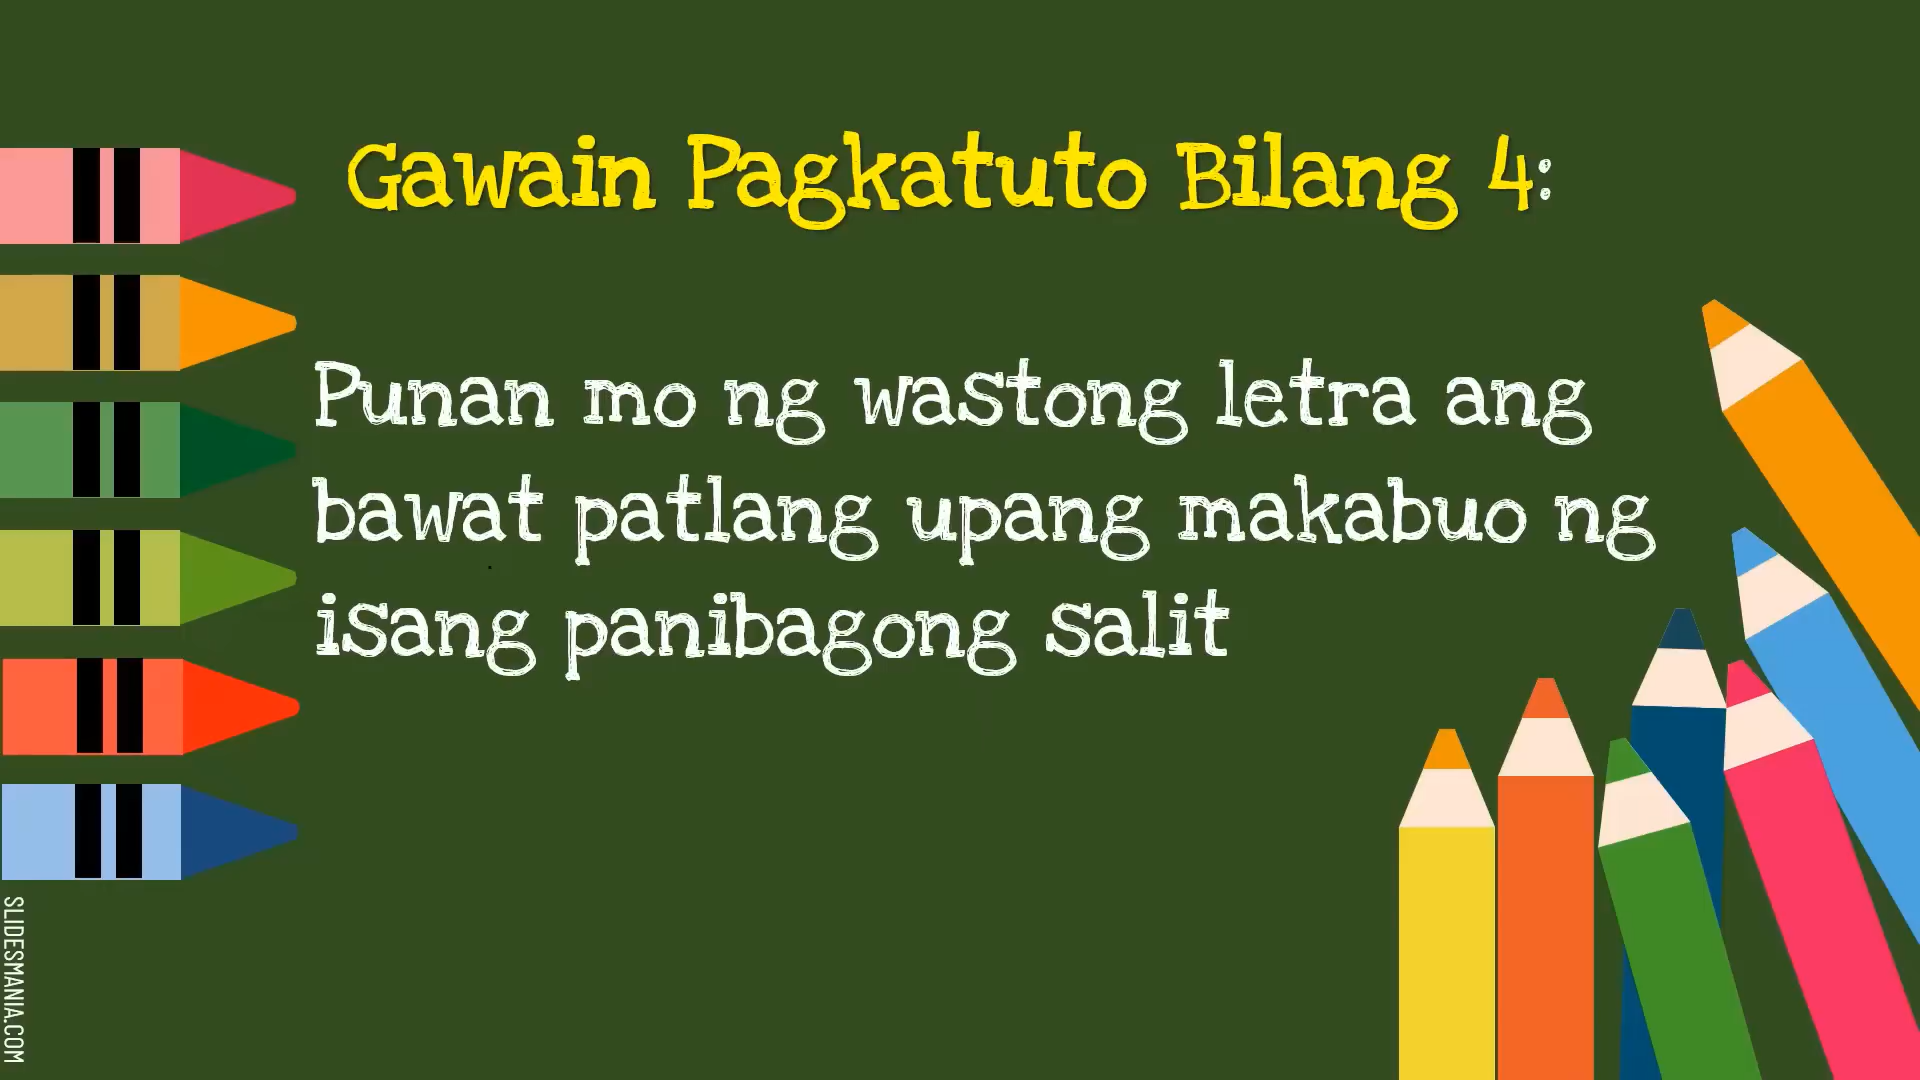 Gawain Pagkatuto Bilang 4:
Punan mo ng wastong letra ang
bawat patlang upang makabuo ng
isang panibagong salit
SLIDESMANIA.COM